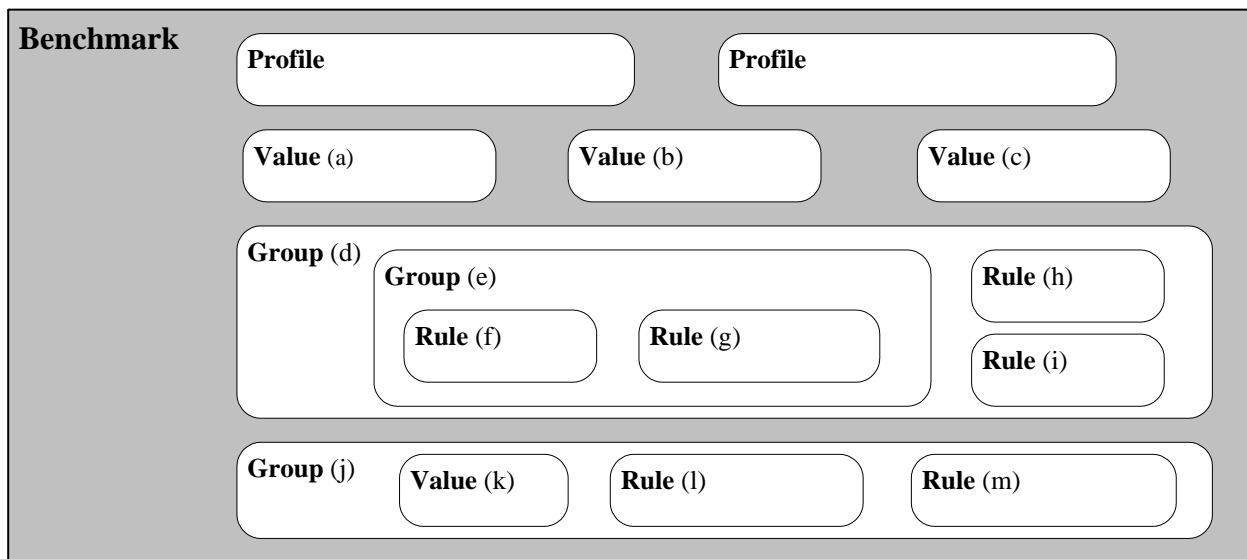 Benchmark
Profile
Profile
Value (a)
Value (b)
Value (c)
Group (d)
Group (e)
Rule (f)
Rule (g)
Rule (h)
Rule (i)
Group (j)
Value (k)
Rule (l)
Rule (m)